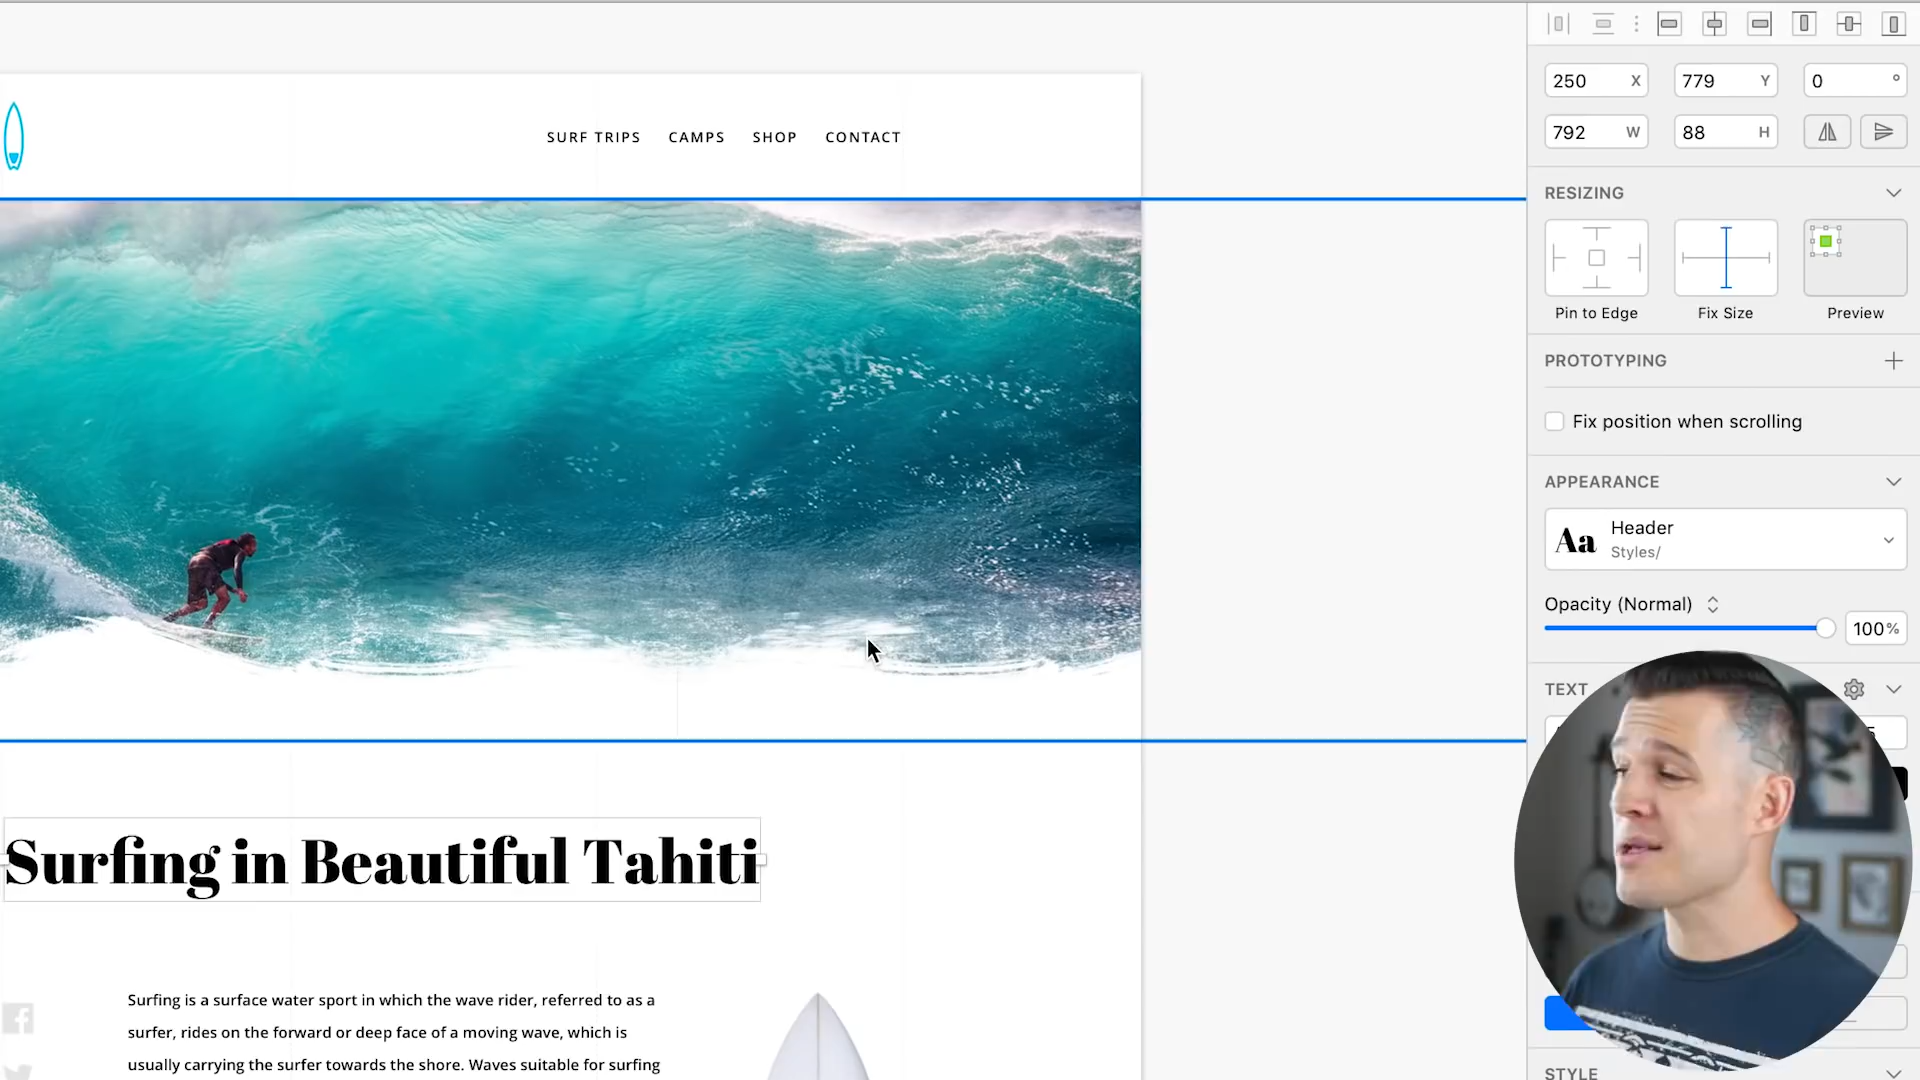 250 X
779 Y
0 °
SURF TRIPS CAMPS SHOP CONTACT
792 W
88 H
RESIZING
Pin to Edge
Fix Size
Preview
PROTOTYPING
Fix position when scrolling
APPEARANCE
Aa
Header
Styles/
Opacity (Normal)
100%
TEXT
Surfing in Beautiful Tahiti
Surfing is a surface water sport in which the wave rider, referred to as a
surfer, rides on the forward or deep face of a moving wave, which is
usually carrying the surfer towards the shore. Waves suitable for surfing
STYLE